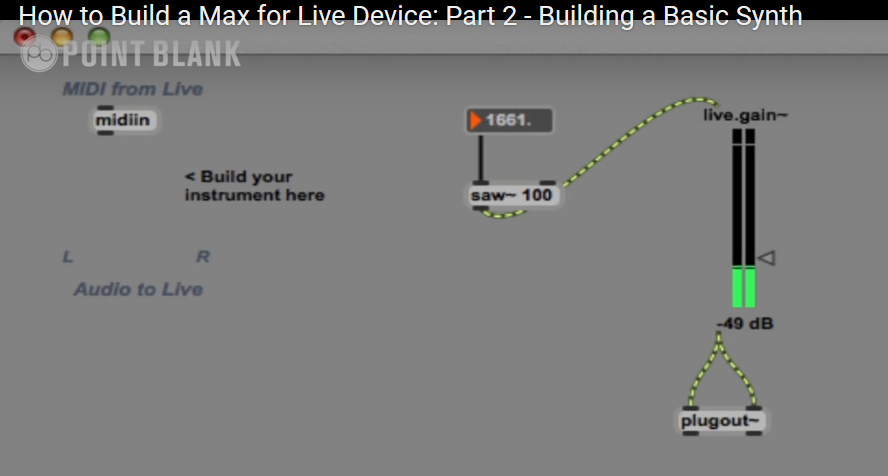 How to Build a Max for Live Device: Part 2 - Building a Basic Synth
pb POINT BLANK
MIDI from Live
midiin
1661.
live.gain~
< Build your
instrument here
saw~ 100
L R
Audio to Live
-49 dB
plugout~